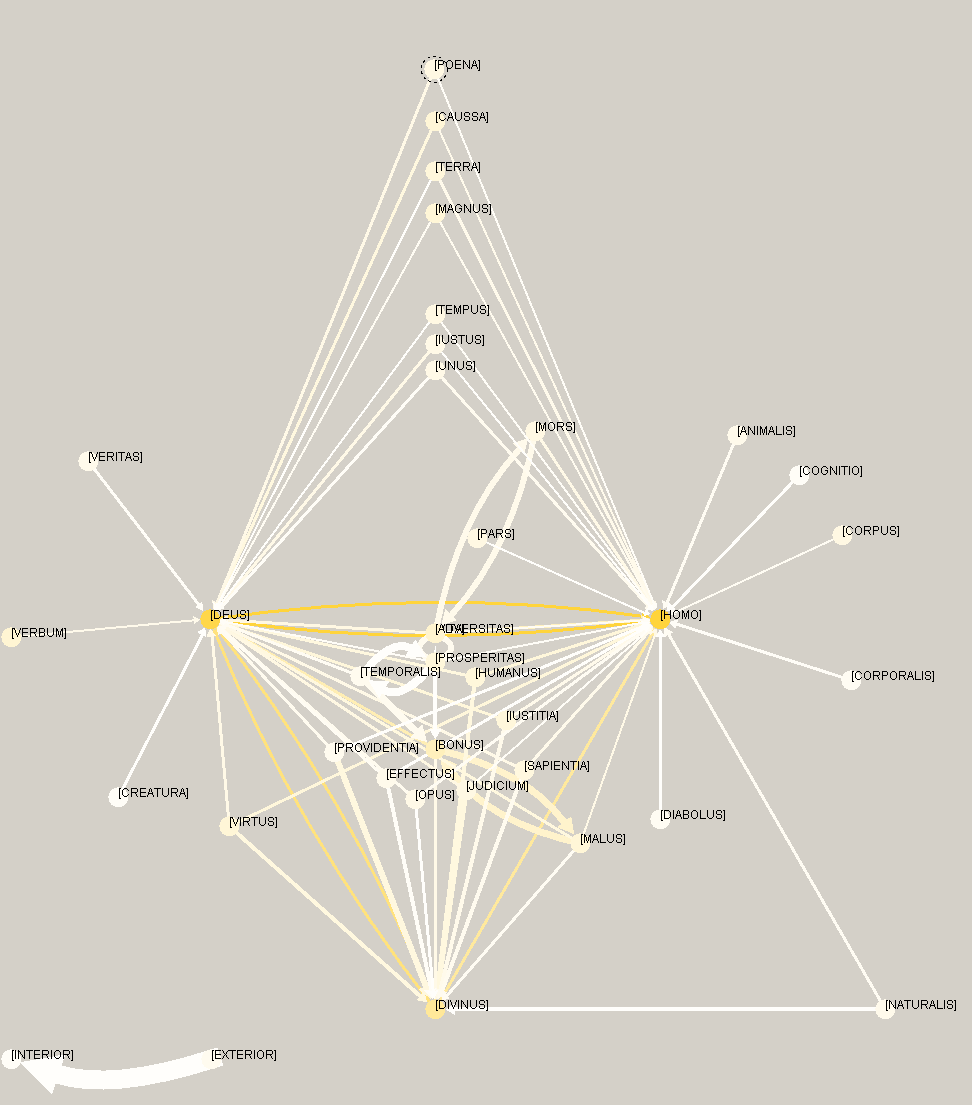 [POENA]
[CAUSSA]
[TERRA]
[MAGNUS]
[TEMPUS]
[IUSTUS]
[UNUS]
[MORS]
[ANIMALIS]
[VERITAS]
[COGNITIO]
[PARS]
[CORPUS]
[DEUS]
[HOMO]
[VERBUM]
[PROSPERITAS]
[TEMPORALIS]
[HUMANUS]
[CORPORALIS]
[IUSTITIA]
[PROVIDENTIA]
[BONUS]
[SAPIENTIA]
[EFFECTUS]
[JUDICIUM]
[CREATURA]
[OPUS]
[VIRTUS]
[DIABOLUS]
[MALUS]
[DIVINUS]
[NATURALIS]
[INTERIOR]
[EXTERIOR]